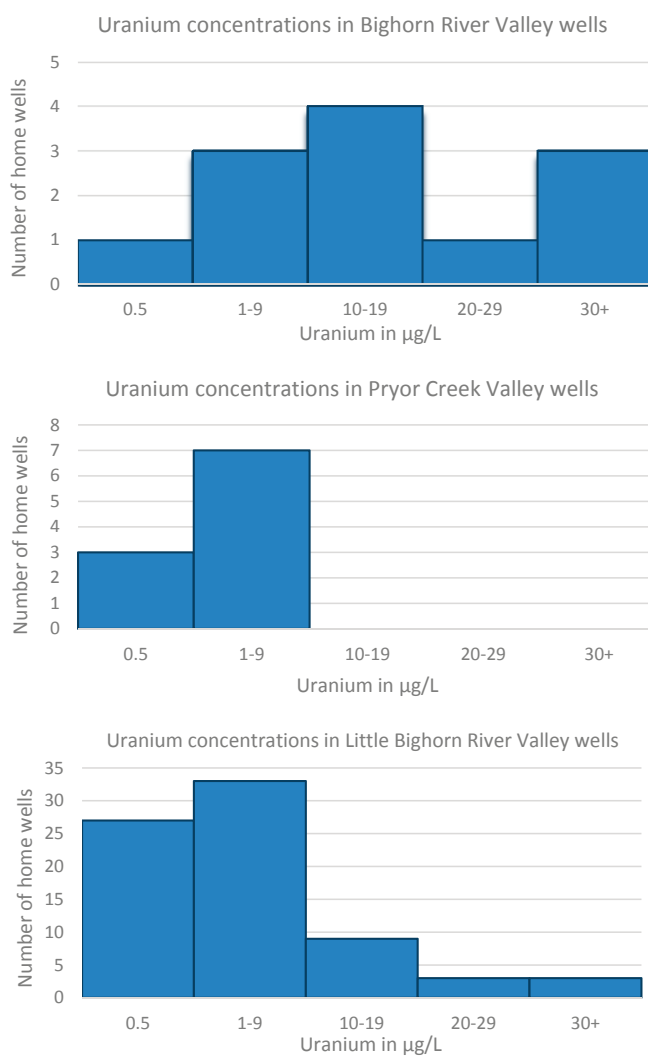 Uranium concentrations in Bighorn River Valley wells
5
4
3
2
1
0
Number of home wells
0.5 1-9 10-19 20-29 30+
Uranium in µg/L
Uranium concentrations in Pryor Creek Valley wells
8
7
6
5
4
3
2
1
0
Number of home wells
0.5 1-9 10-19 20-29 30+
Uranium in µg/L
Uranium concentrations in Little Bighorn River Valley wells
35
30
25
20
15
10
5
0
Number of home wells
0.5 1-9 10-19 20-29 30+
Uranium in µg/L